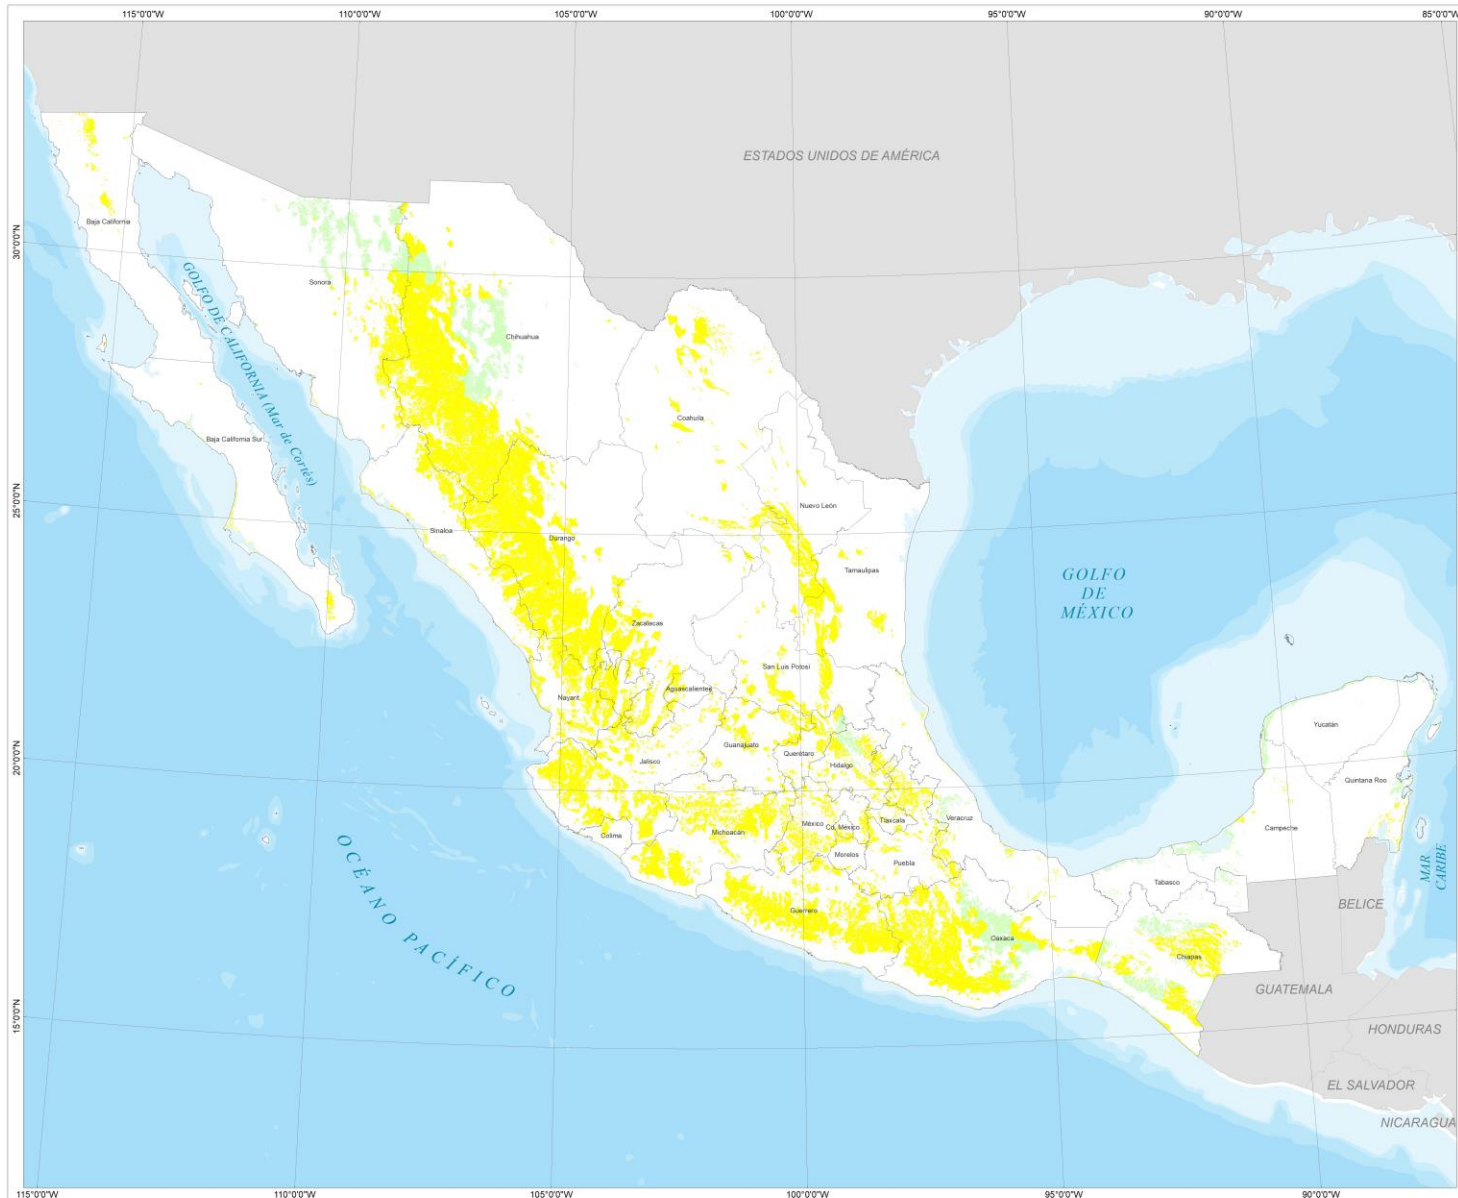 115°0'0"W 110°0'0"W 105°0'0"W 100°0'0"W 95°0'0"W 90°0'0"W 85°0'0"W
ESTADOS UNIDOS DE AMÉRICA
Baja California
30°0'0"N
Sonora
GOLFO DE CALIFORNIA (Mar de Cortés)
Chihuahua
Coahuila
Baja California Sur
25°0'0"N
Nuevo León
Sinaloa
Durango
Tamaulipas
GOLFO
DE
MÉXICO
Zacatecas
San Luis Potosí
Aguascalientes
Nayarit
Yucatán
Guanajuato
Querétaro
Jalisco
Hidalgo
20°0'0"N
Quintana Roo
México
Cd. México
Tlaxcala
Veracruz
Michoacán
Colima
Campeche
Morelos
Puebla
MAR
CARIBE
Tabasco
BELICE
OCÉANO PACÍFICO
Guerrero
Oaxaca
Chiapas
GUATEMALA
15°0'0"N
HONDURAS
EL SALVADOR
NICARAGUA
115°0'0"W 110°0'0"W 105°0'0"W 100°0'0"W 95°0'0"W 90°0'0"W